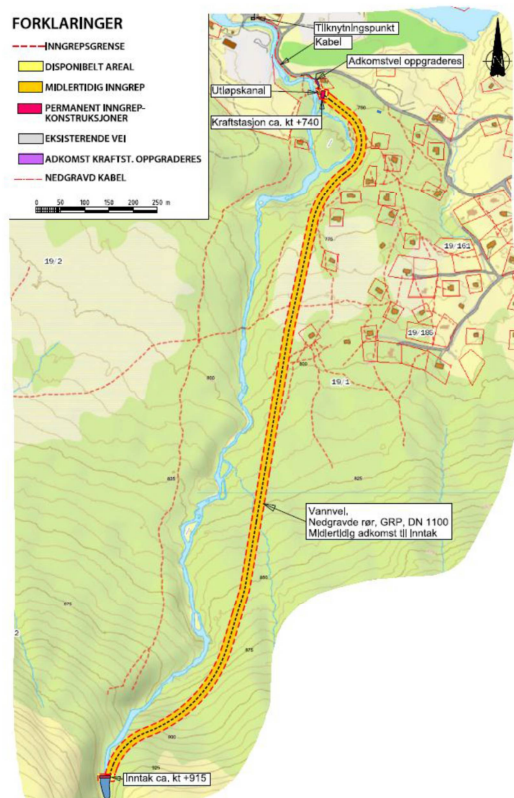 FORKLARINGER
INNGREPSGRENSE
DISPONIBELT AREAL
MIDLERTIDIG INNGREP
PERMANENT INNGREP-
KONSTRUKSJONER
EKSISTERENDE VEI
ADKOMST KRAFTST. OPPGRADERES
NEDGRAVD KABEL
0 50 100 150 200 250 m
Tilknytningspunkt
Kabel
Adkomstvei oppgraderes
Utløpskanal
Kraftstasjon ca. kt +740
19/ 161
19/ 2
19/ 185
19/ 1
Vannvei.
Nedgravde rør, GRP, DN 1100
Midlertidig adkomst til inntak
Inntak ca. kt +915